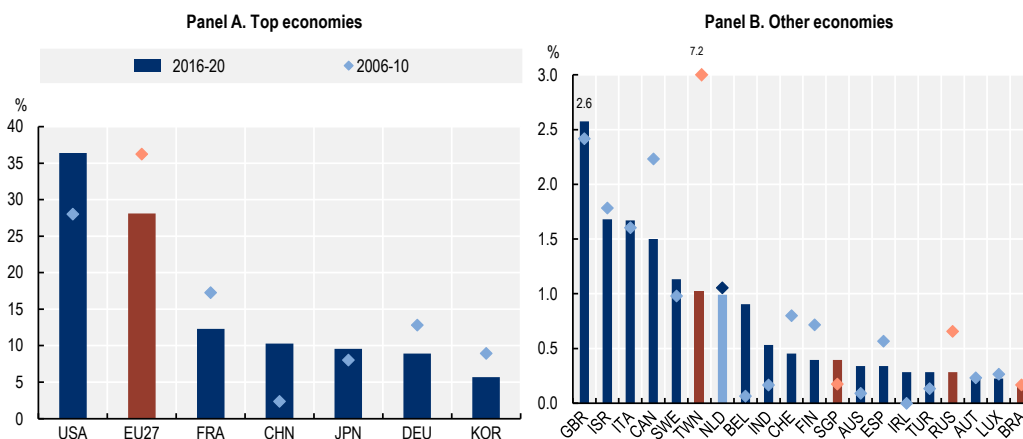 Panel A. Top economies
2016-20
2006-10
%
40
35
30
25
20
15
10
5
0
USA
EU27
FRA
CHN
JPN
DEU
KOR
Panel B. Other economies
7.2
%
3.0
2.6
2.5
2.0
1.5
1.0
0.5
0.0
GBR
ISR
ITA
CAN
SWE
TWN
NLD
BEL
IND
CHE
FIN
SGP
AUS
ESP
IRL
TUR
RUS
AUT
LUX
BRA